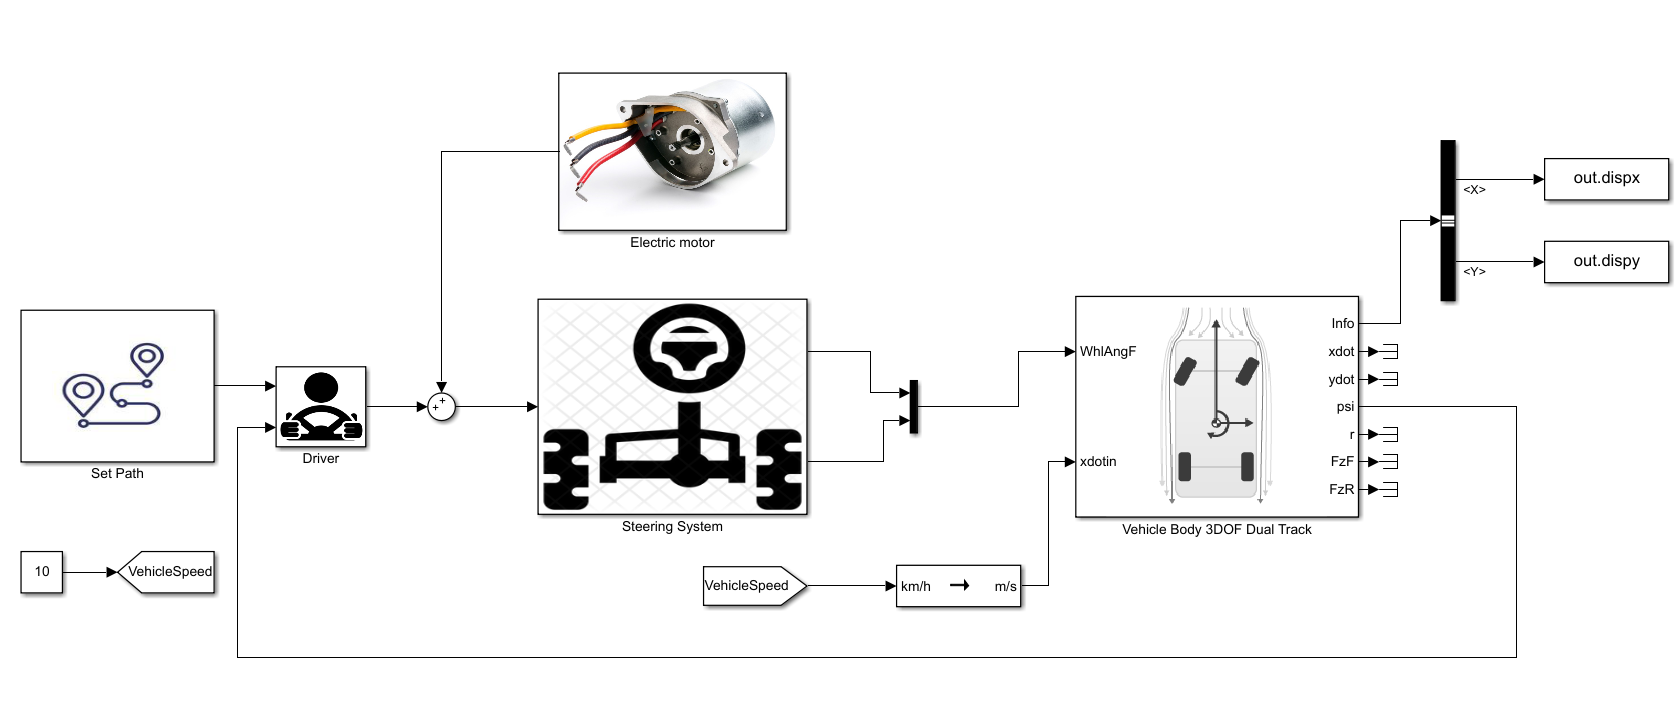 Electric motor
<X>
out.dispx
<Y>
out.dispy
Set Path
Driver
++
Steering System
WhlAngF
xdotin
Info
xdot
ydot
psi
r
FzF
FzR
Vehicle Body 3DOF Dual Track
10
VehicleSpeed
VehicleSpeed
km/h → m/s